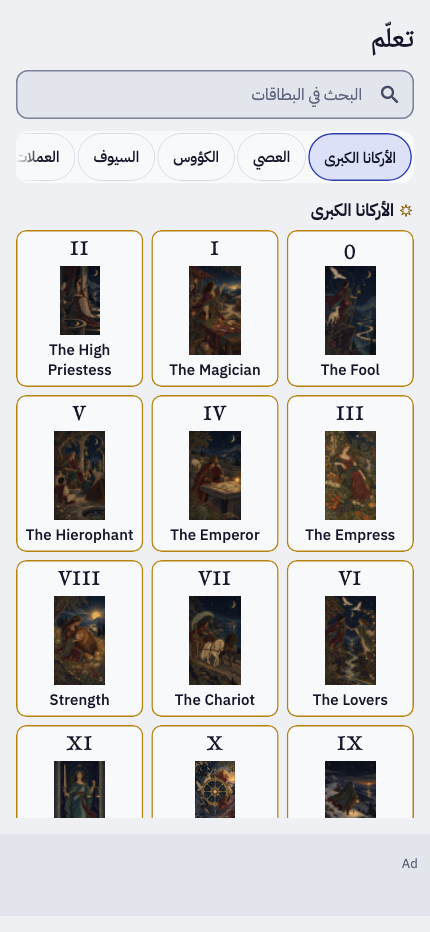 تعلّم
البحث في البطاقات
الأركانا الكبرى
العصي
الكؤوس
السيوف
العملات
الأركانا الكبرى
0
The Fool
I
The Magician
II
The High
Priestess
III
The Empress
IV
The Emperor
V
The Hierophant
VI
The Lovers
VII
The Chariot
VIII
Strength
IX
X
XI
Ad